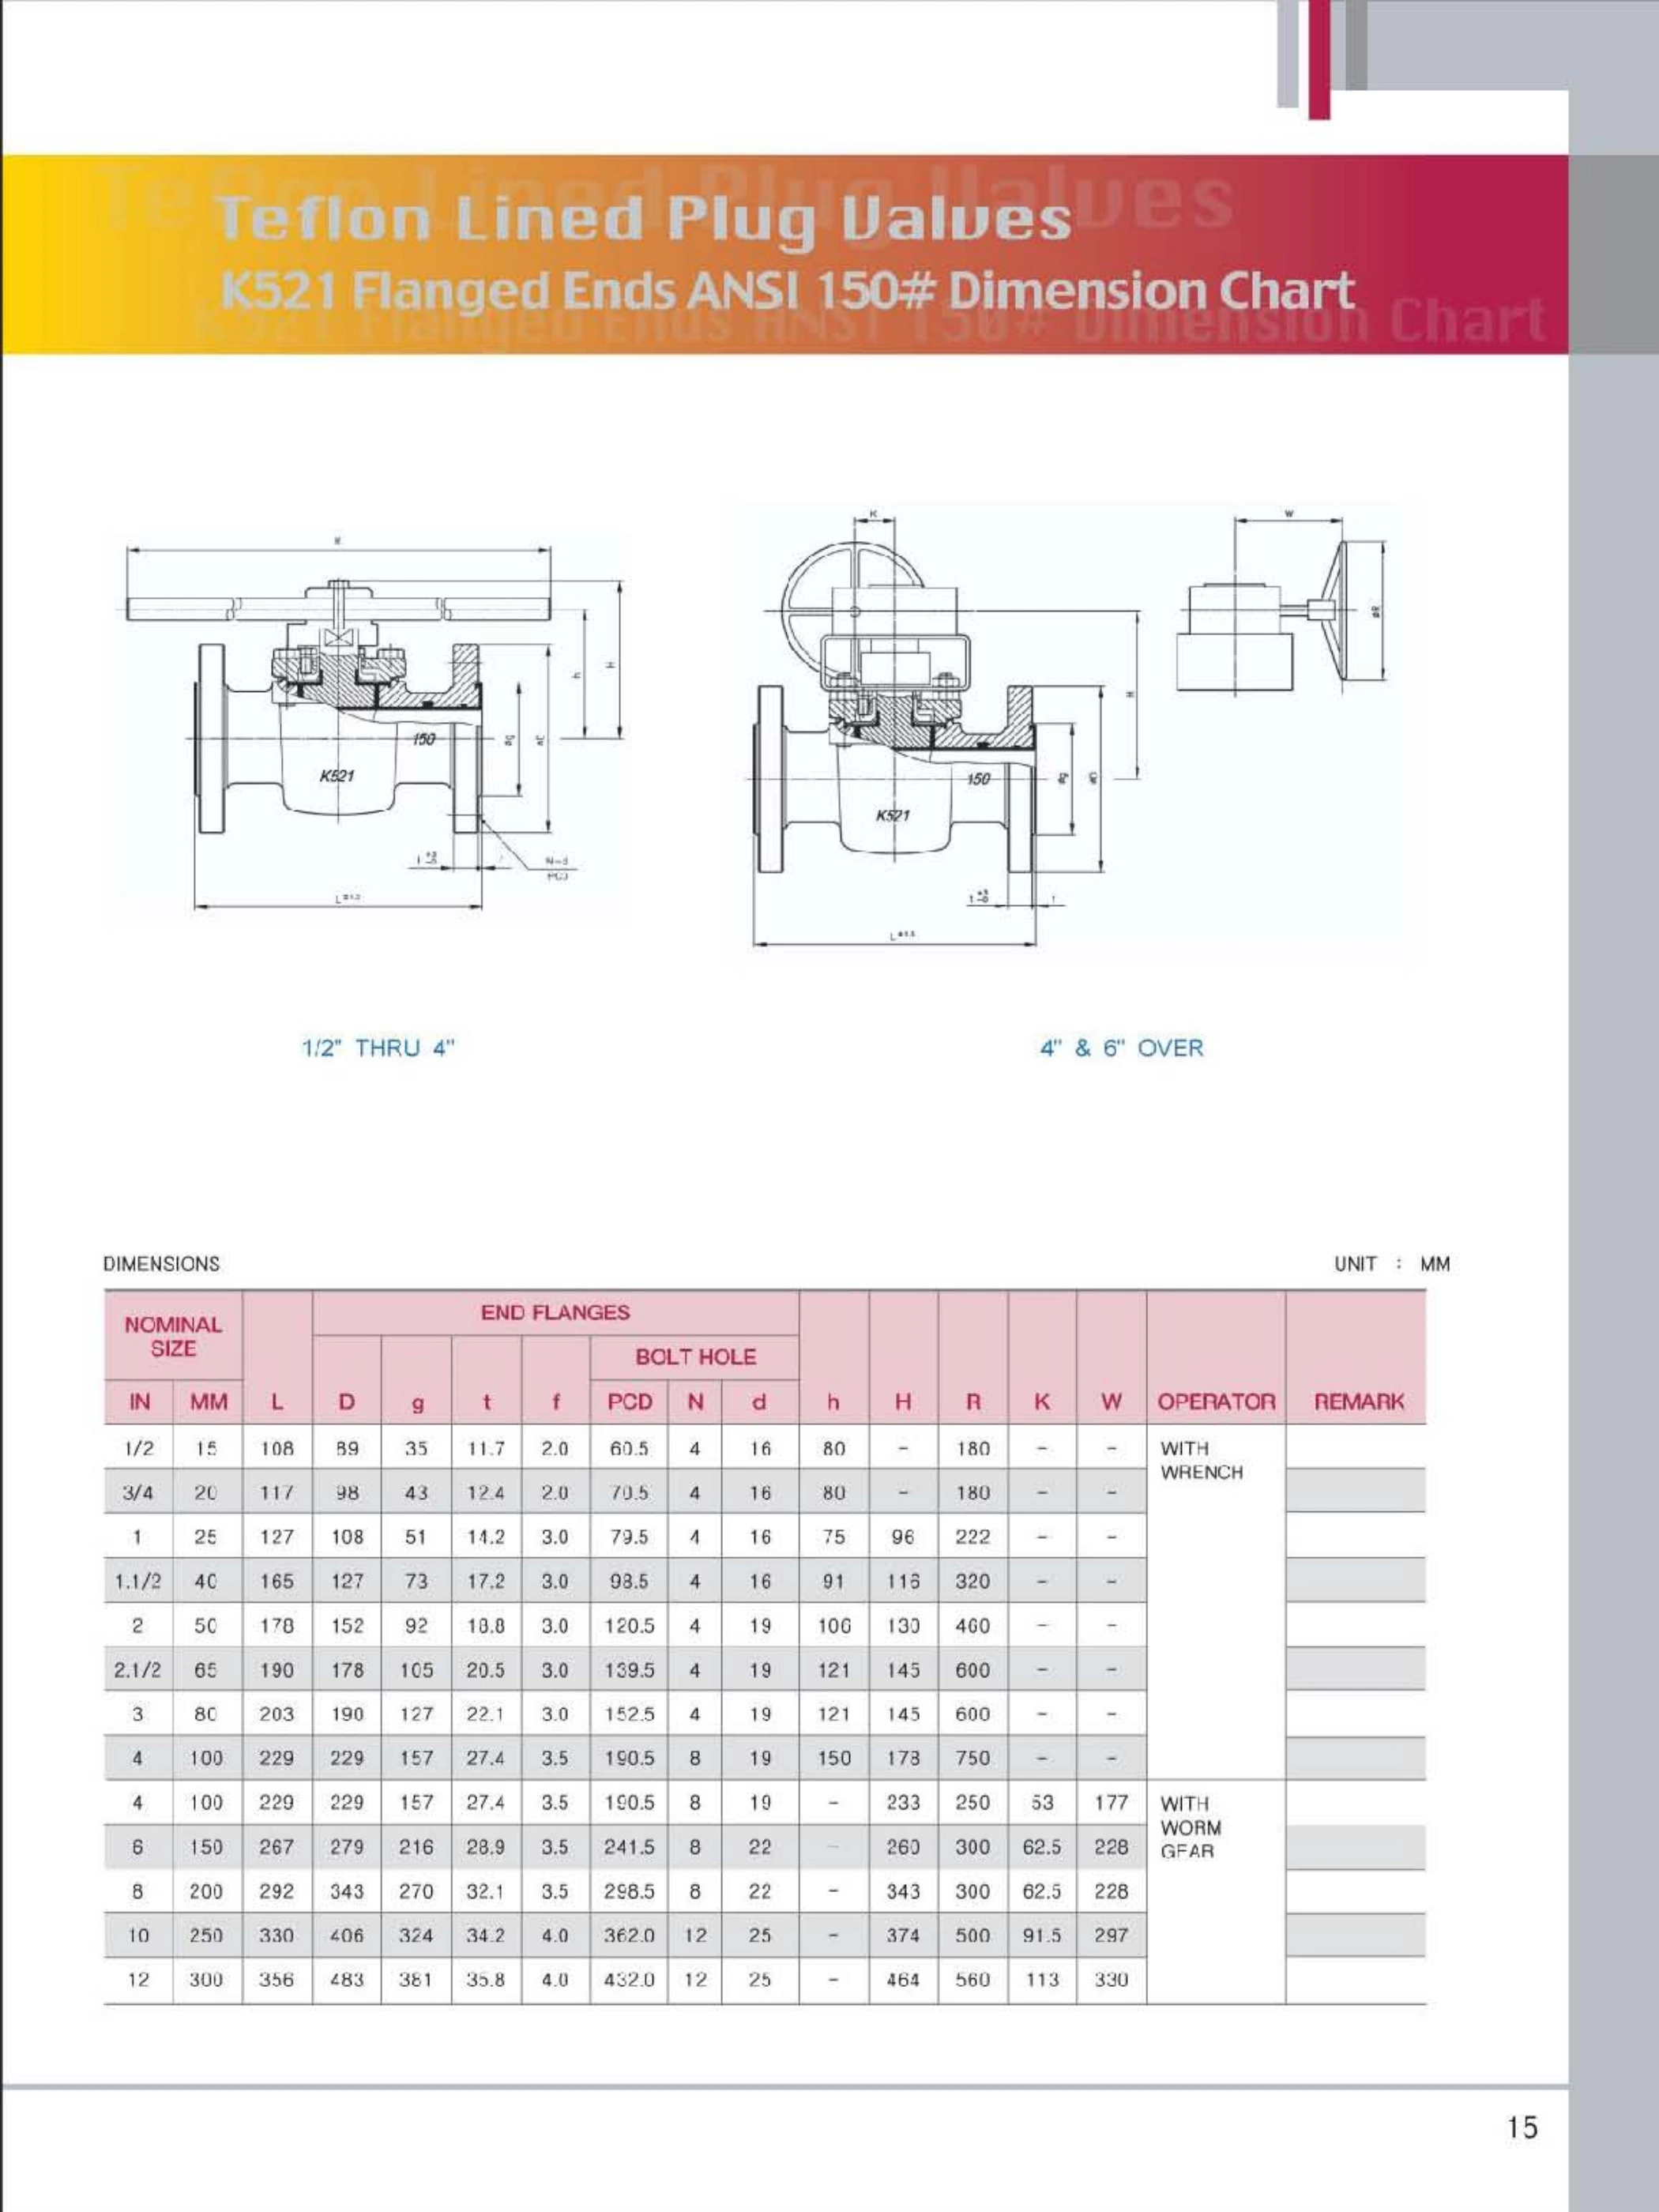 Teflon Lined Plug Valves
K521 Flanged Ends ANSI 150# Dimension Chart
K
W
R
H
h
H
øg
øR
150
K521
150
øg
øD
K521
N-d
PCD
L
L
1/2" THRU 4"
4" & 6" OVER
DIMENSIONS UNIT : MM
NOMINAL SIZE END FLANGES
BOLT HOLE
IN MM L D g t f PCD N d h H R K W OPERATOR REMARK
1/2 15 108 89 35 11.7 2.0 60.5 4 16 80 - 180 - - WITH WRENCH
3/4 20 117 98 43 12.4 2.0 70.5 4 16 80 - 180 - -
1 25 127 108 51 14.2 3.0 79.5 4 16 75 96 222 - -
1.1/2 40 165 127 73 17.2 3.0 98.5 4 16 91 116 320 - -
2 50 178 152 92 18.8 3.0 120.5 4 19 106 130 460 - -
2.1/2 65 190 178 105 20.5 3.0 139.5 4 19 121 145 600 - -
3 80 203 190 127 22.1 3.0 152.5 4 19 121 145 600 - -
4 100 229 229 157 27.4 3.5 190.5 8 19 150 178 750 - -
4 100 229 229 157 27.4 3.5 190.5 8 19 - 233 250 53 177 WITH WORM GEAR
6 150 267 279 216 28.9 3.5 241.5 8 22 - 260 300 62.5 228
8 200 292 343 270 32.1 3.5 298.5 8 22 - 343 300 62.5 228
10 250 330 406 324 34.2 4.0 362.0 12 25 - 374 500 91.5 297
12 300 356 483 381 35.8 4.0 432.0 12 25 - 464 560 113 330
15